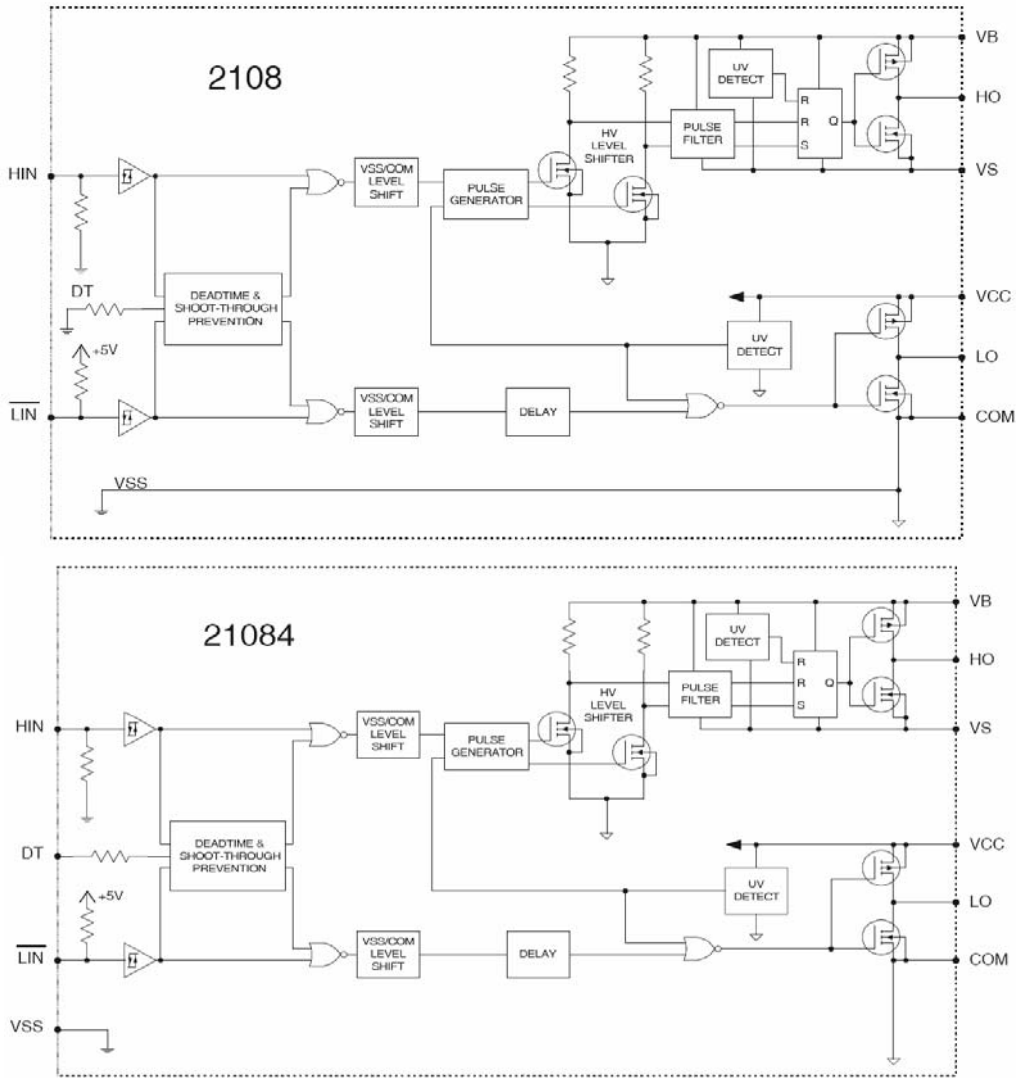 2108
VB
UV
DETECT
HO
R
PULSE
FILTER
R
Q
S
HV
LEVEL
SHIFTER
VS
HIN
VSS/COM
LEVEL
SHIFT
PULSE
GENERATOR
DT
DEADTIME &
SHOOT-THROUGH
PREVENTION
VCC
+5V
UV
DETECT
LO
LIN
VSS/COM
LEVEL
SHIFT
DELAY
COM
VSS
21084
VB
UV
DETECT
HO
R
PULSE
FILTER
R
Q
S
HV
LEVEL
SHIFTER
VS
HIN
VSS/COM
LEVEL
SHIFT
PULSE
GENERATOR
DT
DEADTIME &
SHOOT-THROUGH
PREVENTION
VCC
+5V
UV
DETECT
LO
LIN
VSS/COM
LEVEL
SHIFT
DELAY
COM
VSS